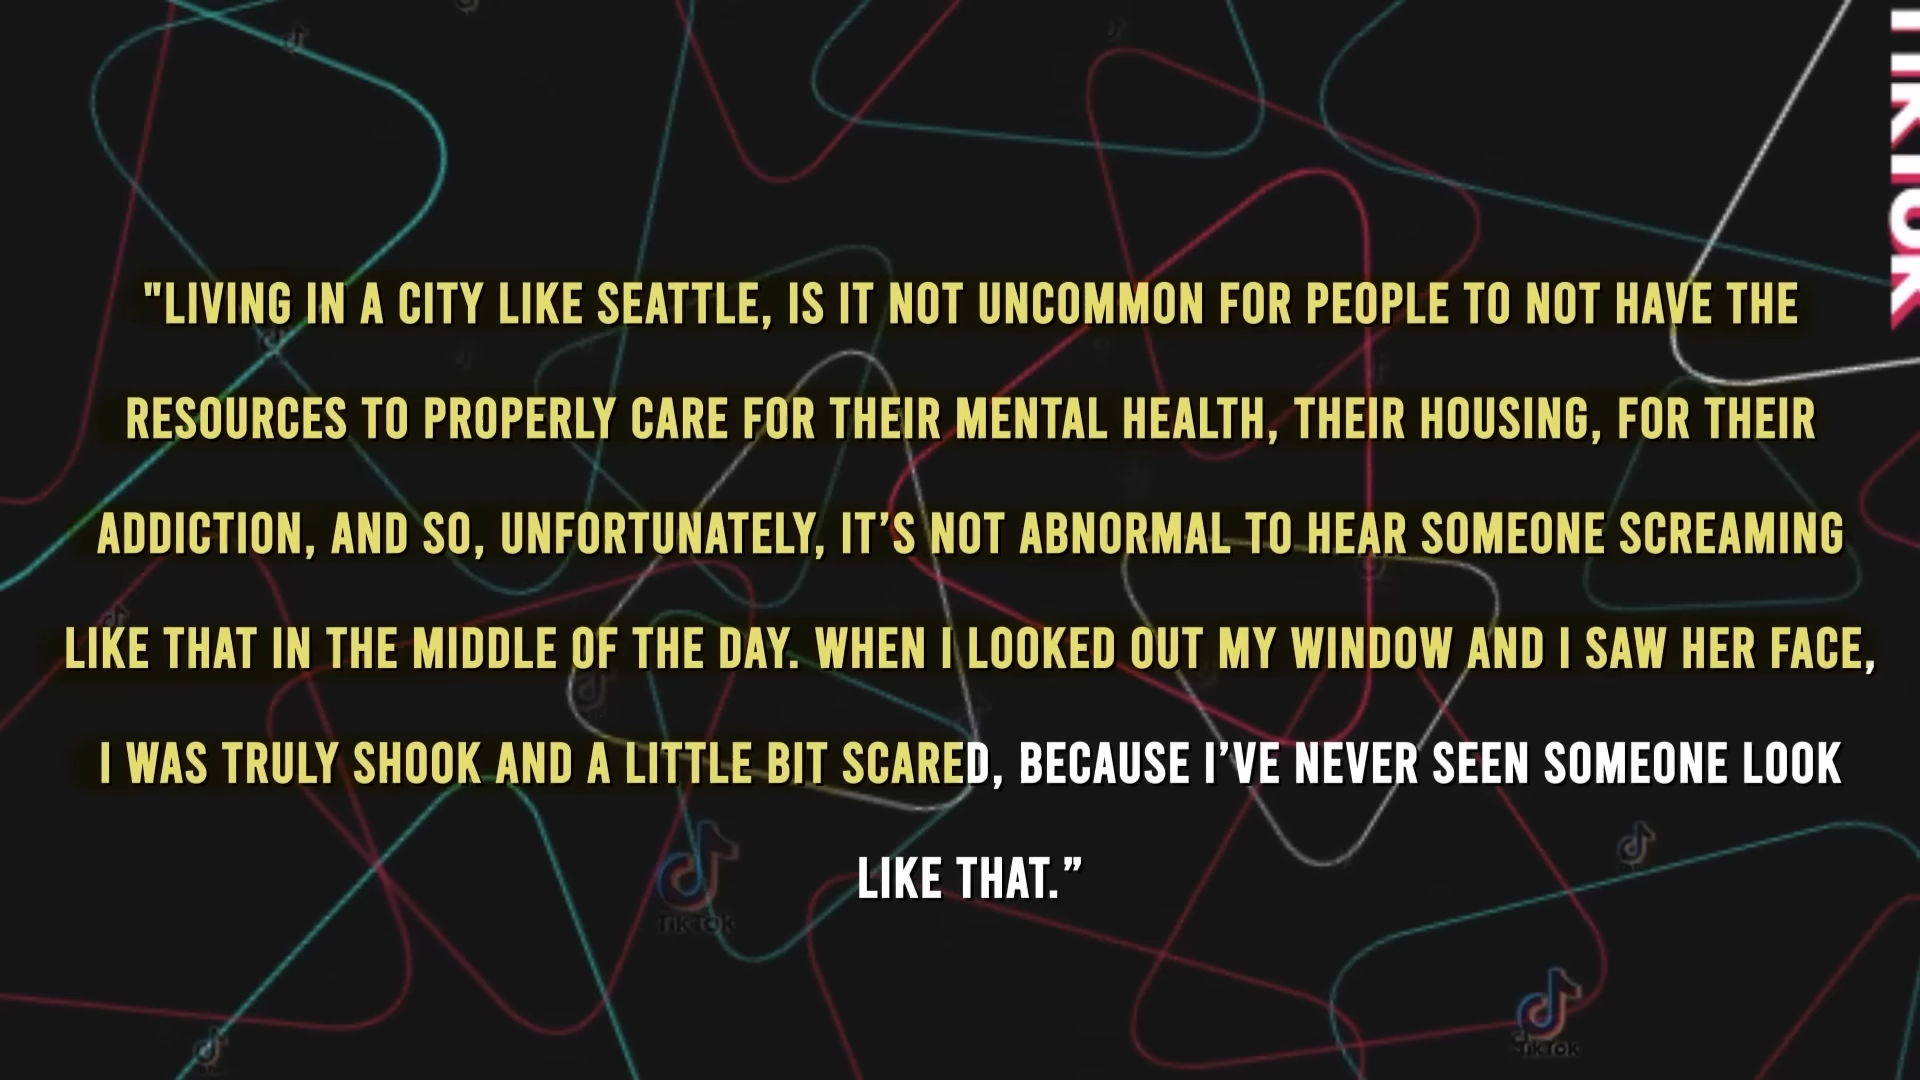 "LIVING IN A CITY LIKE SEATTLE, IS IT NOT UNCOMMON FOR PEOPLE TO NOT HAVE THE
RESOURCES TO PROPERLY CARE FOR THEIR MENTAL HEALTH, THEIR HOUSING, FOR THEIR
ADDICTION, AND SO, UNFORTUNATELY, IT’S NOT ABNORMAL TO HEAR SOMEONE SCREAMING
LIKE THAT IN THE MIDDLE OF THE DAY. WHEN I LOOKED OUT MY WINDOW AND I SAW HER FACE,
I WAS TRULY SHOOK AND A LITTLE BIT SCARED, BECAUSE I’VE NEVER SEEN SOMEONE LOOK
LIKE THAT.”
TIKTOK
TikTok
TikTok